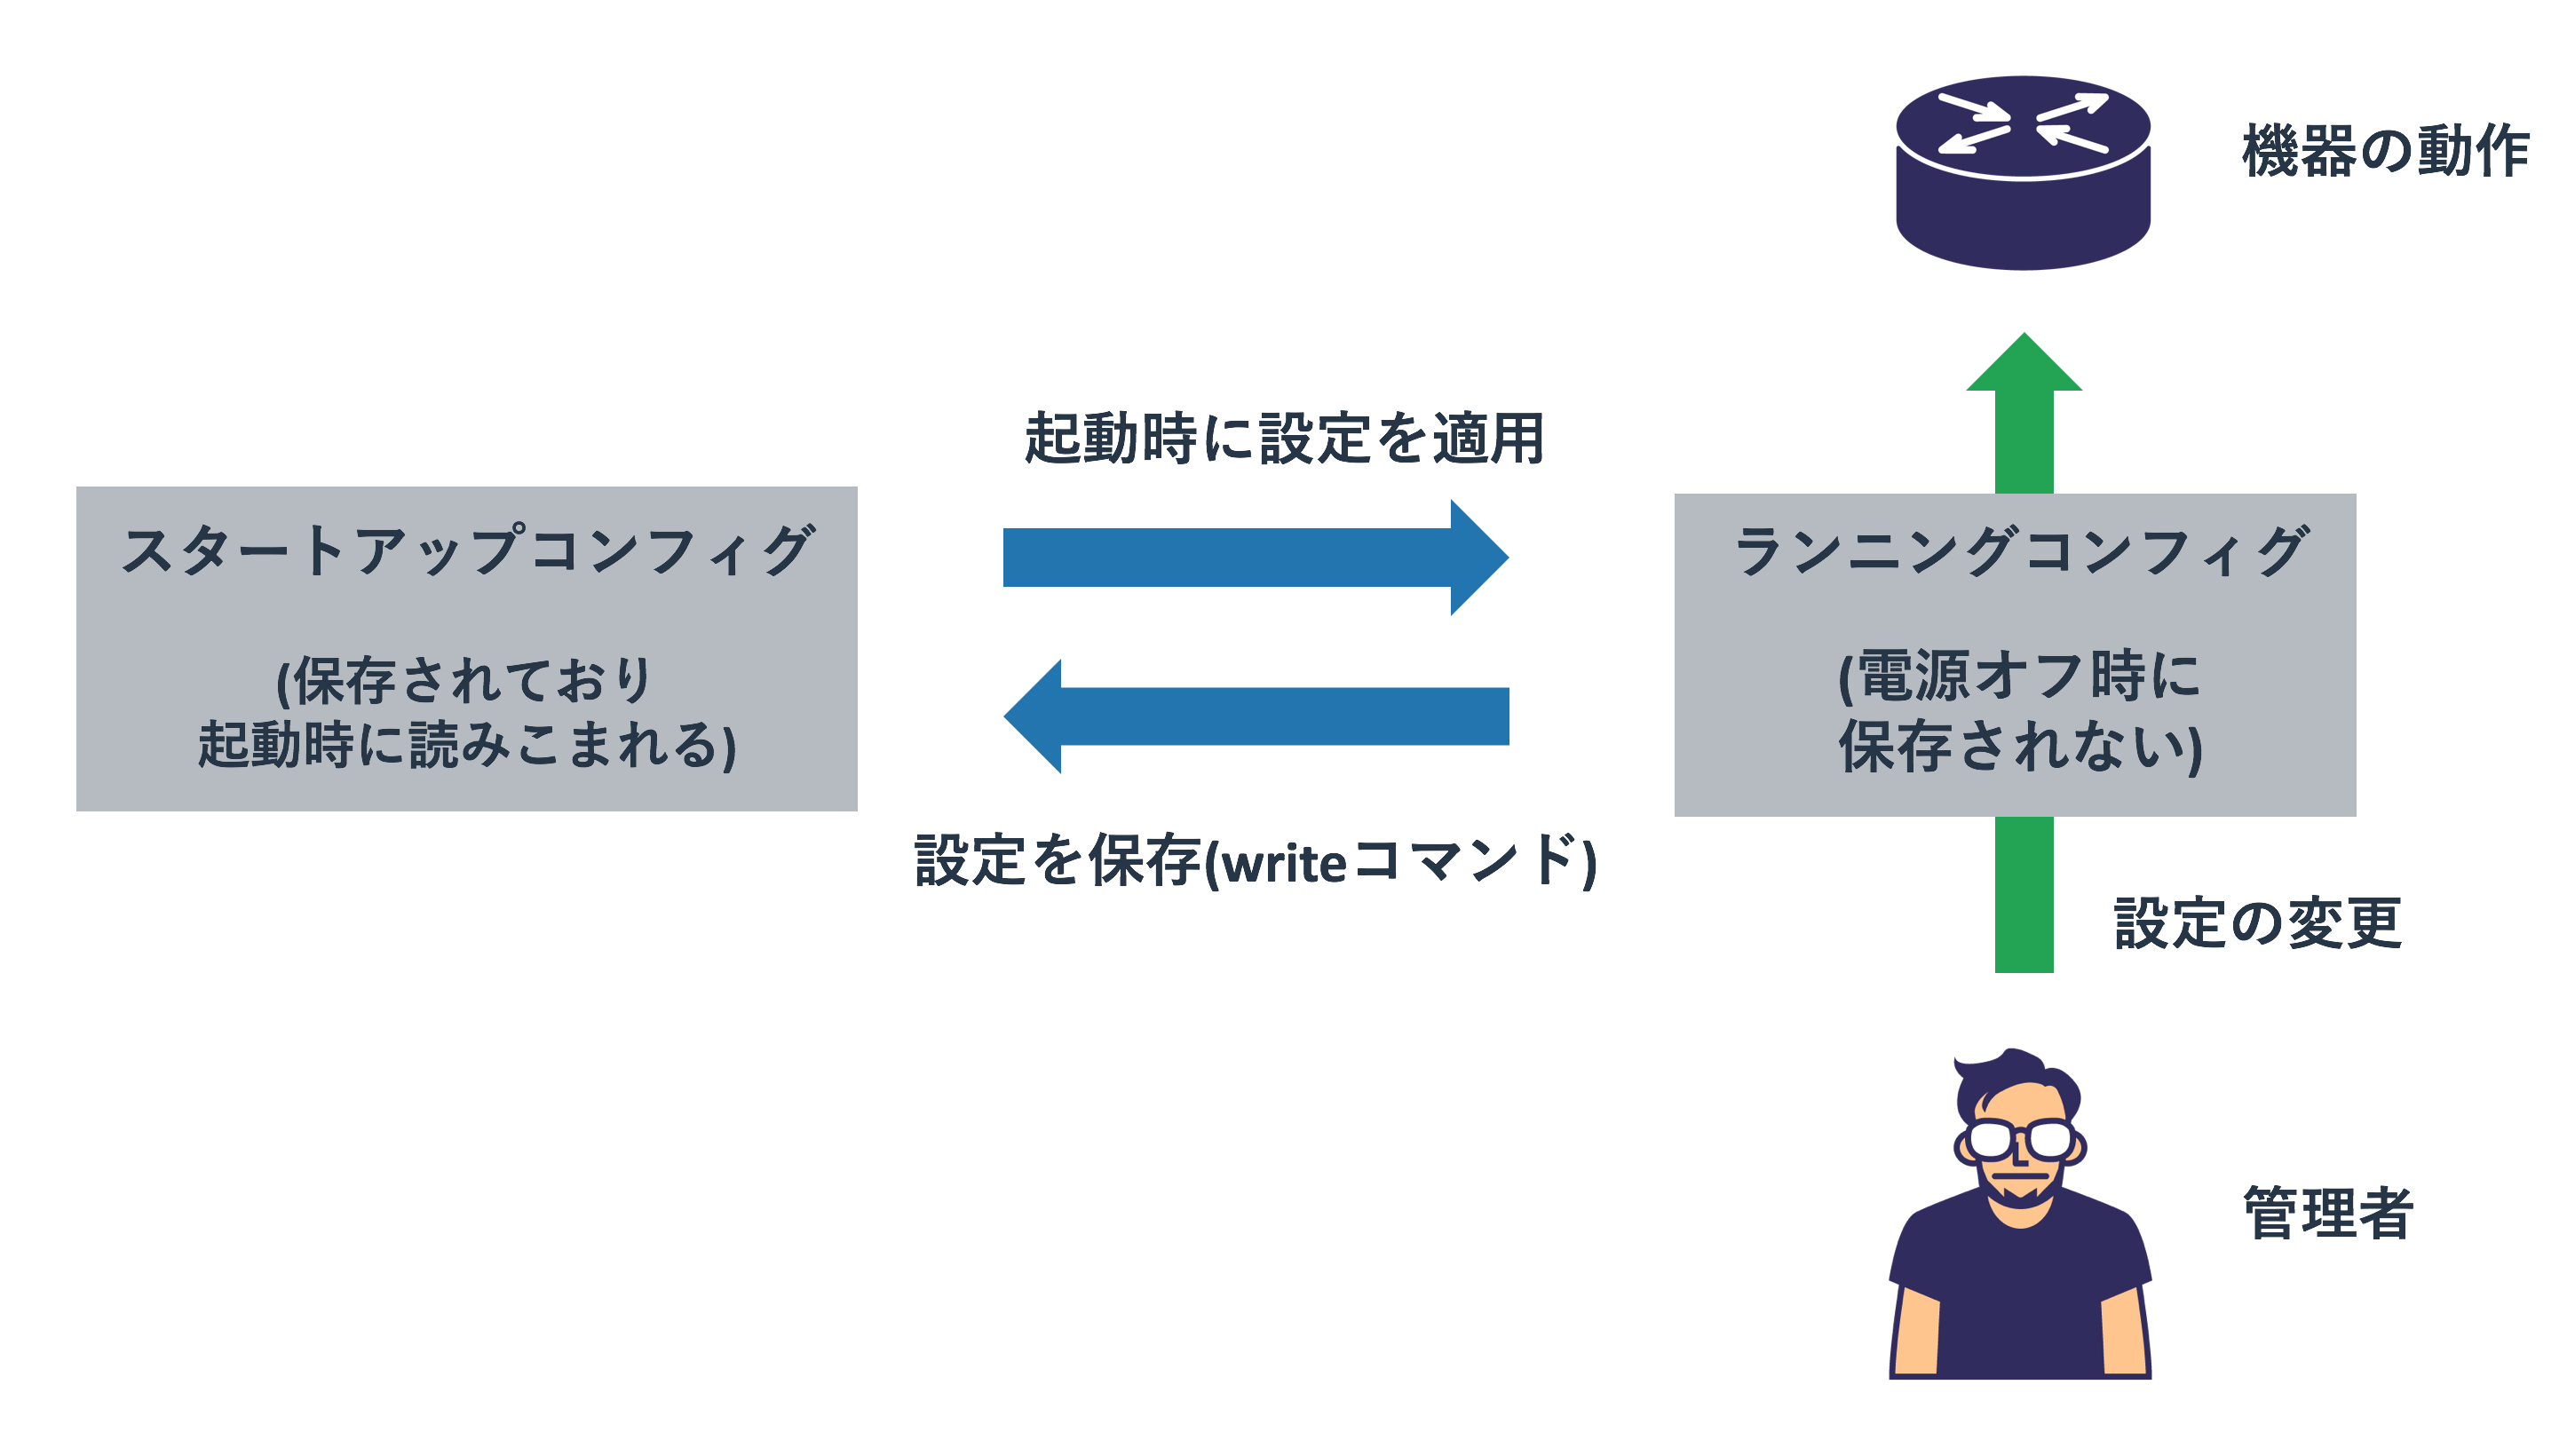 機器の動作
起動時に設定を適用
スタートアップコンフィグ
(保存されており
起動時に読みこまれる)
ランニングコンフィグ
(電源オフ時に
保存されない)
設定を保存(writeコマンド)
設定の変更
管理者